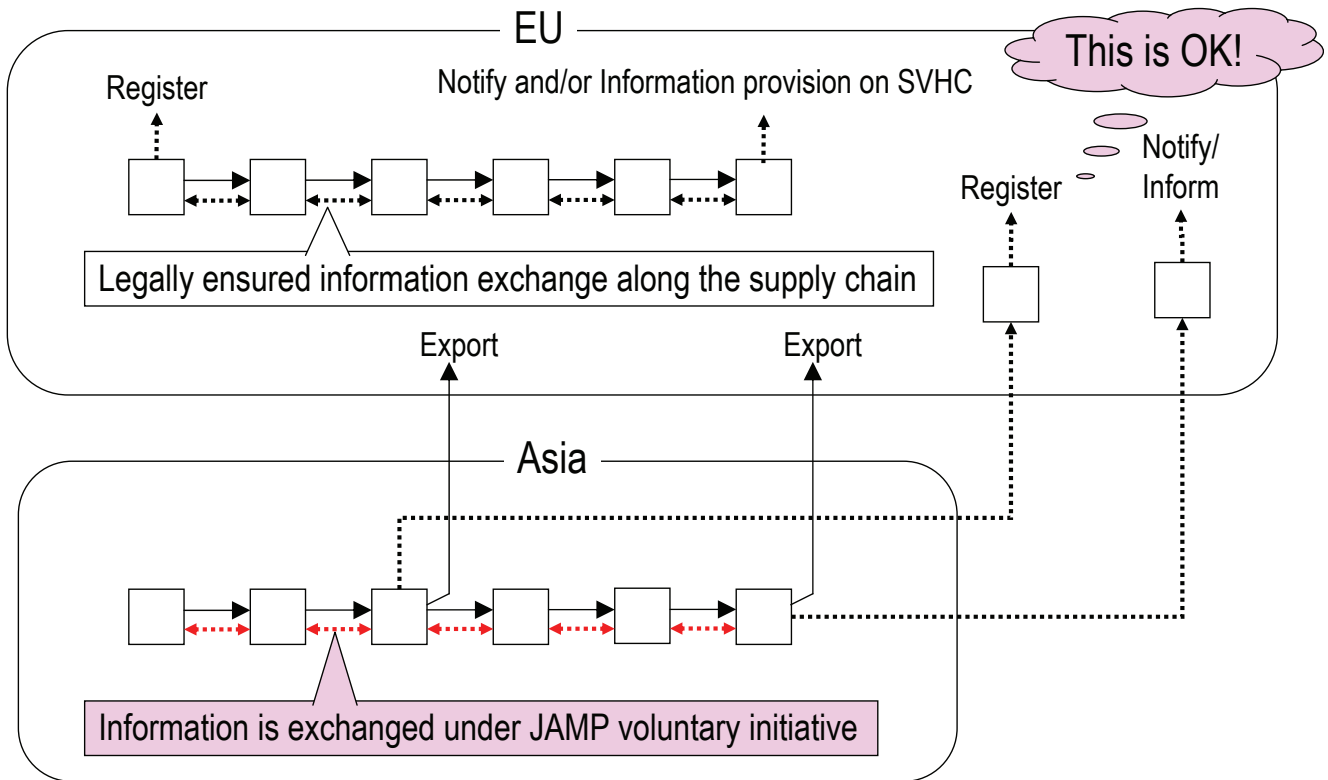 EU
This is OK!
Register
Notify and/or Information provision on SVHC
Notify/
Inform
Register
Legally ensured information exchange along the supply chain
Export
Export
Asia
Information is exchanged under JAMP voluntary initiative